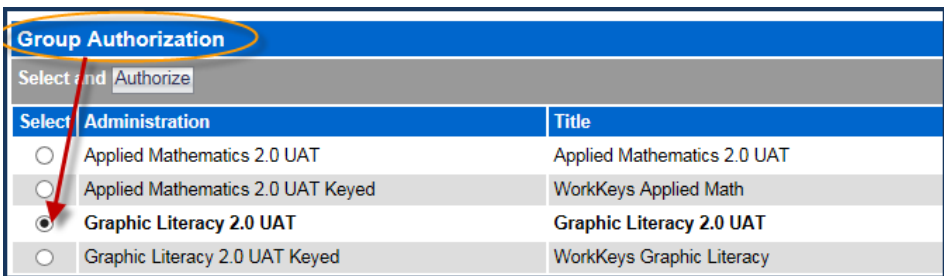 Group Authorization
Select and Authorize
Select Administration Title
Applied Mathematics 2.0 UAT Applied Mathematics 2.0 UAT
Applied Mathematics 2.0 UAT Keyed WorkKeys Applied Math
Graphic Literacy 2.0 UAT Graphic Literacy 2.0 UAT
Graphic Literacy 2.0 UAT Keyed WorkKeys Graphic Literacy